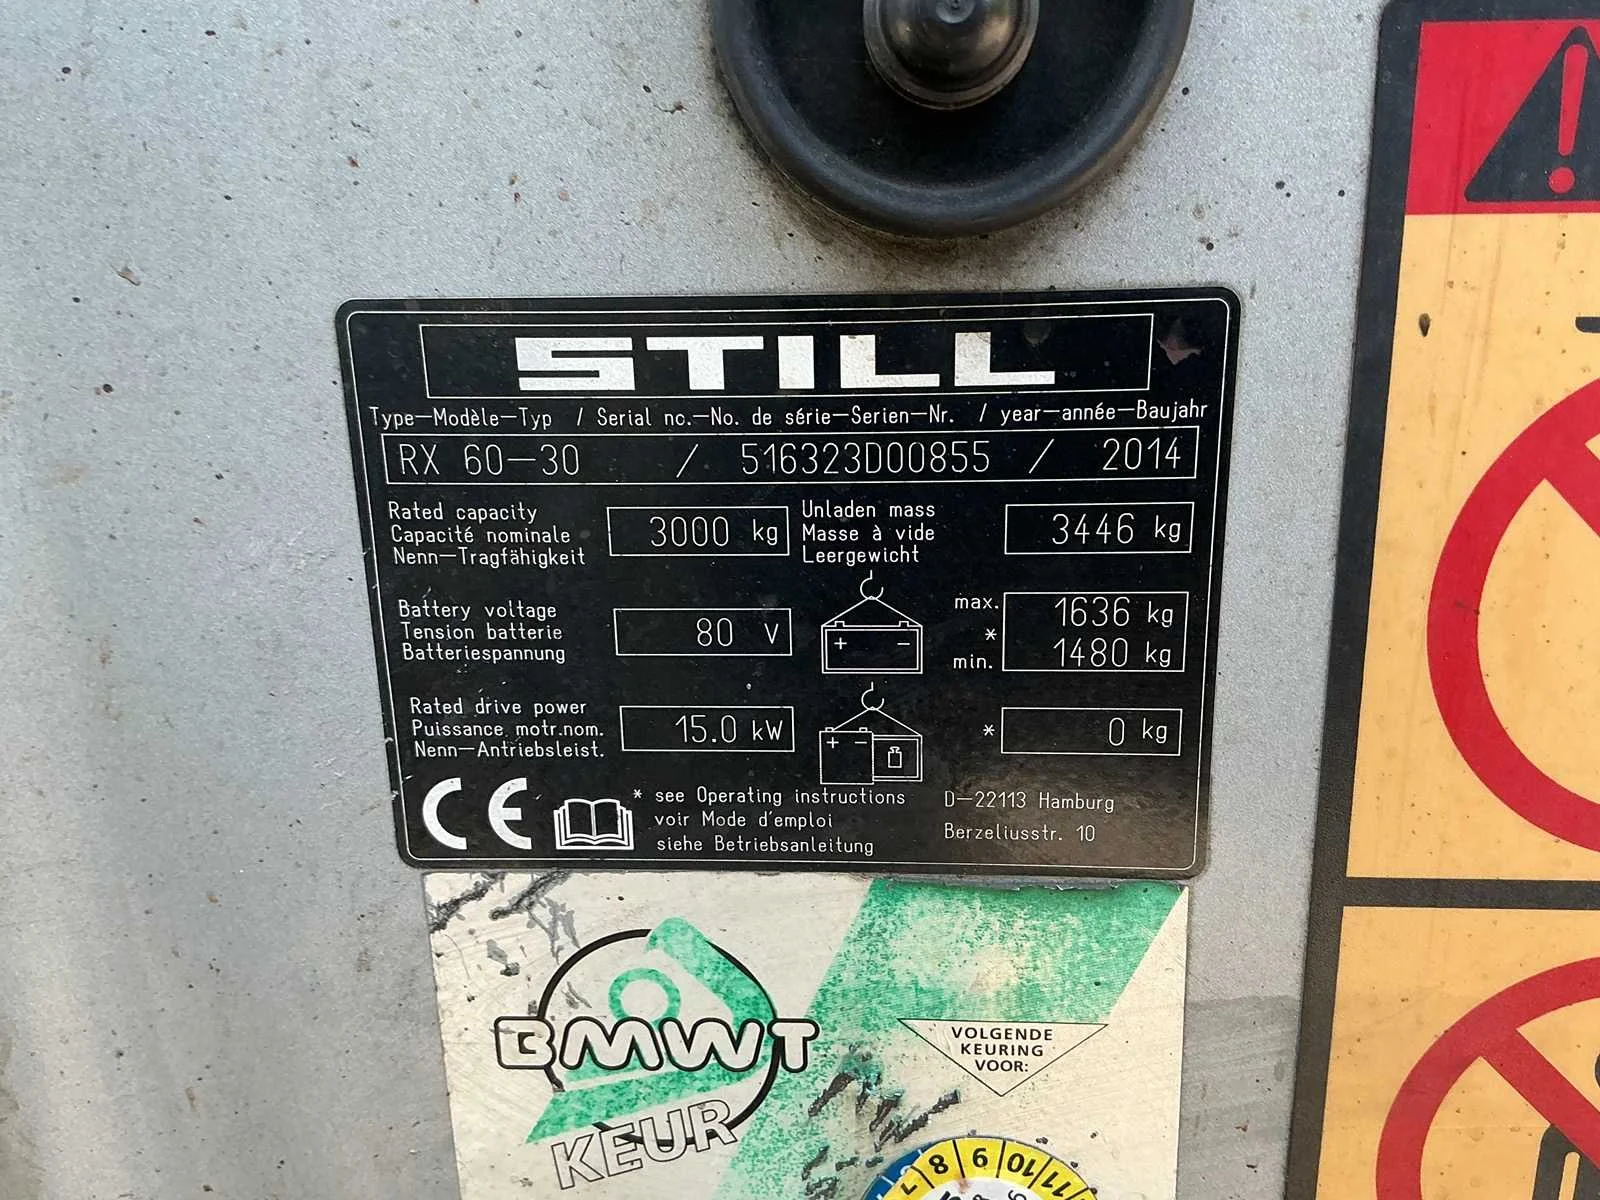 STILL
Type—Modèle—Typ / Serial no.—No. de série—Serien—Nr. / year—année—Baujahr
RX 60—30 / 516323D00855 / 2014
Rated capacity
Capacité nominale
Nenn—Tragfähigkeit
3000 kg
Unladen mass
Masse à vide
Leergewicht
3446 kg
Battery voltage
Tension batterie
Batteriespannung
80 V
+ −
max.
*
min.
1636 kg
1480 kg
Rated drive power
Puissance motr.nom.
Nenn—Antriebsleist.
15.0 kW
+ −
*
0 kg
CE
* see Operating instructions
voir Mode d'emploi
siehe Betriebsanleitung
D—22113 Hamburg
Berzeliusstr. 10
BMWT
KEUR
VOLGENDE
KEURING
VOOR:
7 8 9 10 11